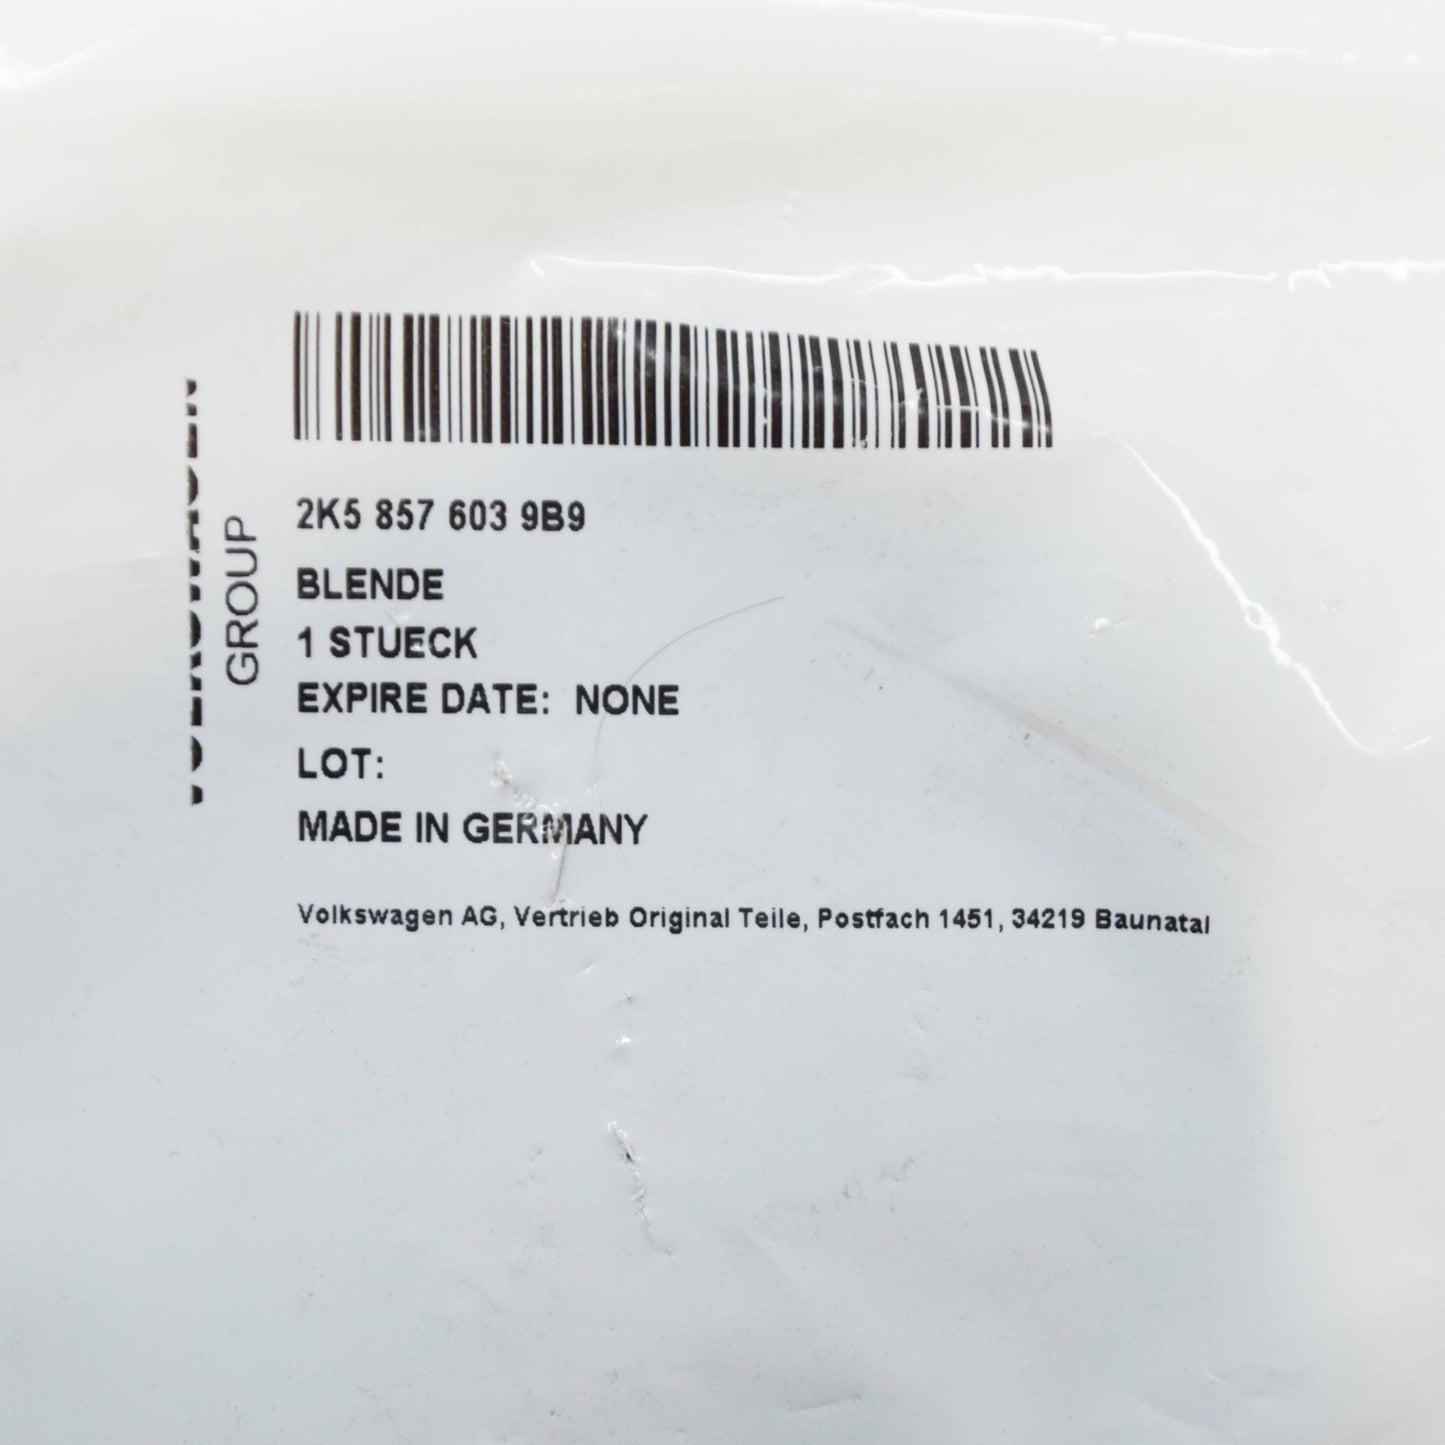 GROUP
2K5 857 603 9B9
BLENDE
1 STUECK
EXPIRE DATE: NONE
LOT:
MADE IN GERMANY
Volkswagen AG, Vertrieb Original Teile, Postfach 1451, 34219 Baunatal